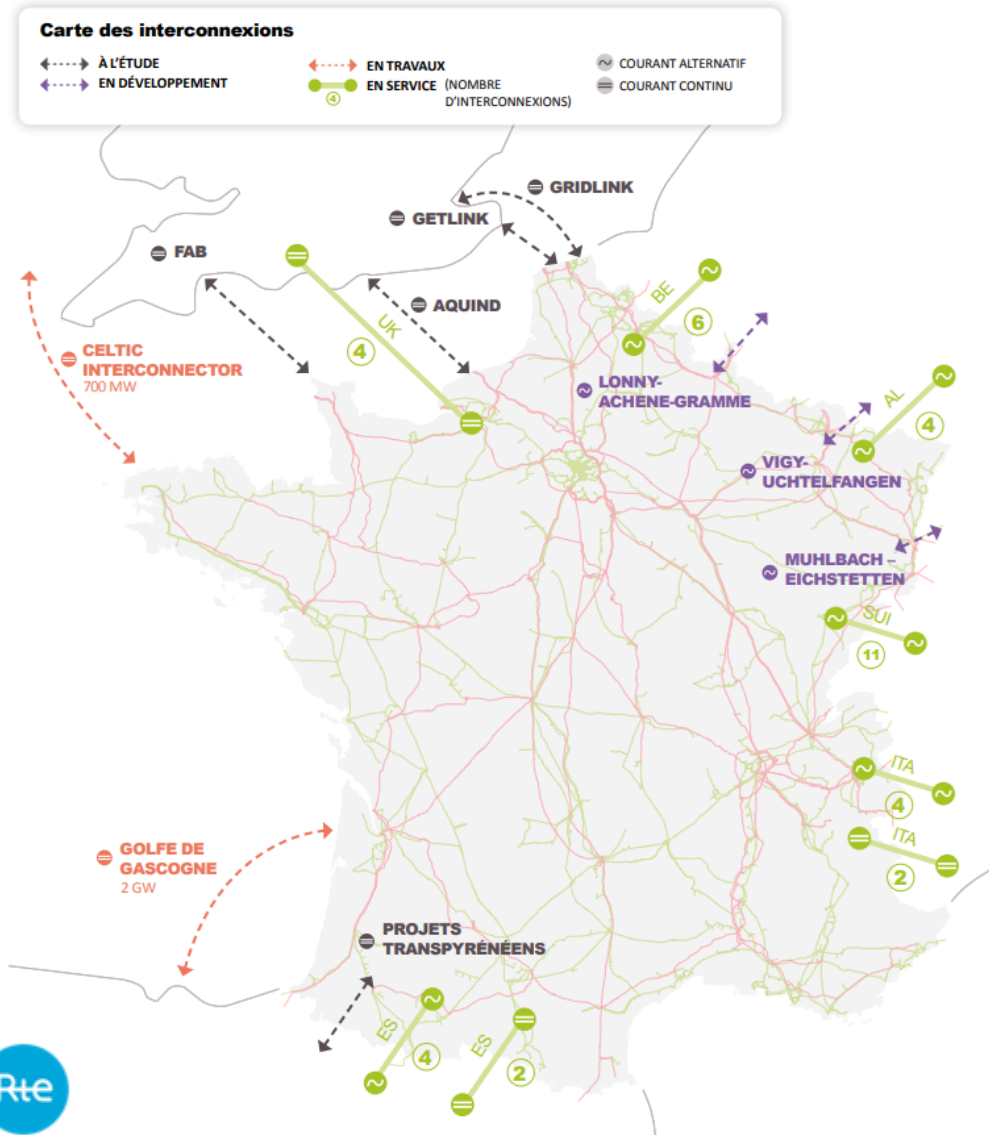 Carte des interconnexions
À L'ÉTUDE
EN DÉVELOPPEMENT
EN TRAVAUX
EN SERVICE (NOMBRE
D'INTERCONNEXIONS)
4
COURANT ALTERNATIF
COURANT CONTINU
GRIDLINK
GETLINK
FAB
AQUIND
UK
4
BE
6
CELTIC
INTERCONNECTOR
700 MW
LONNY-
ACHENE-GRAMME
AL
4
VIGY-
UCHTELFANGEN
MUHLBACH –
EICHSTETTEN
SUI
11
ITA
4
ITA
2
GOLFE DE
GASCOGNE
2 GW
PROJETS
TRANSPYRÉNÉENS
ES
4
ES
2
Rte